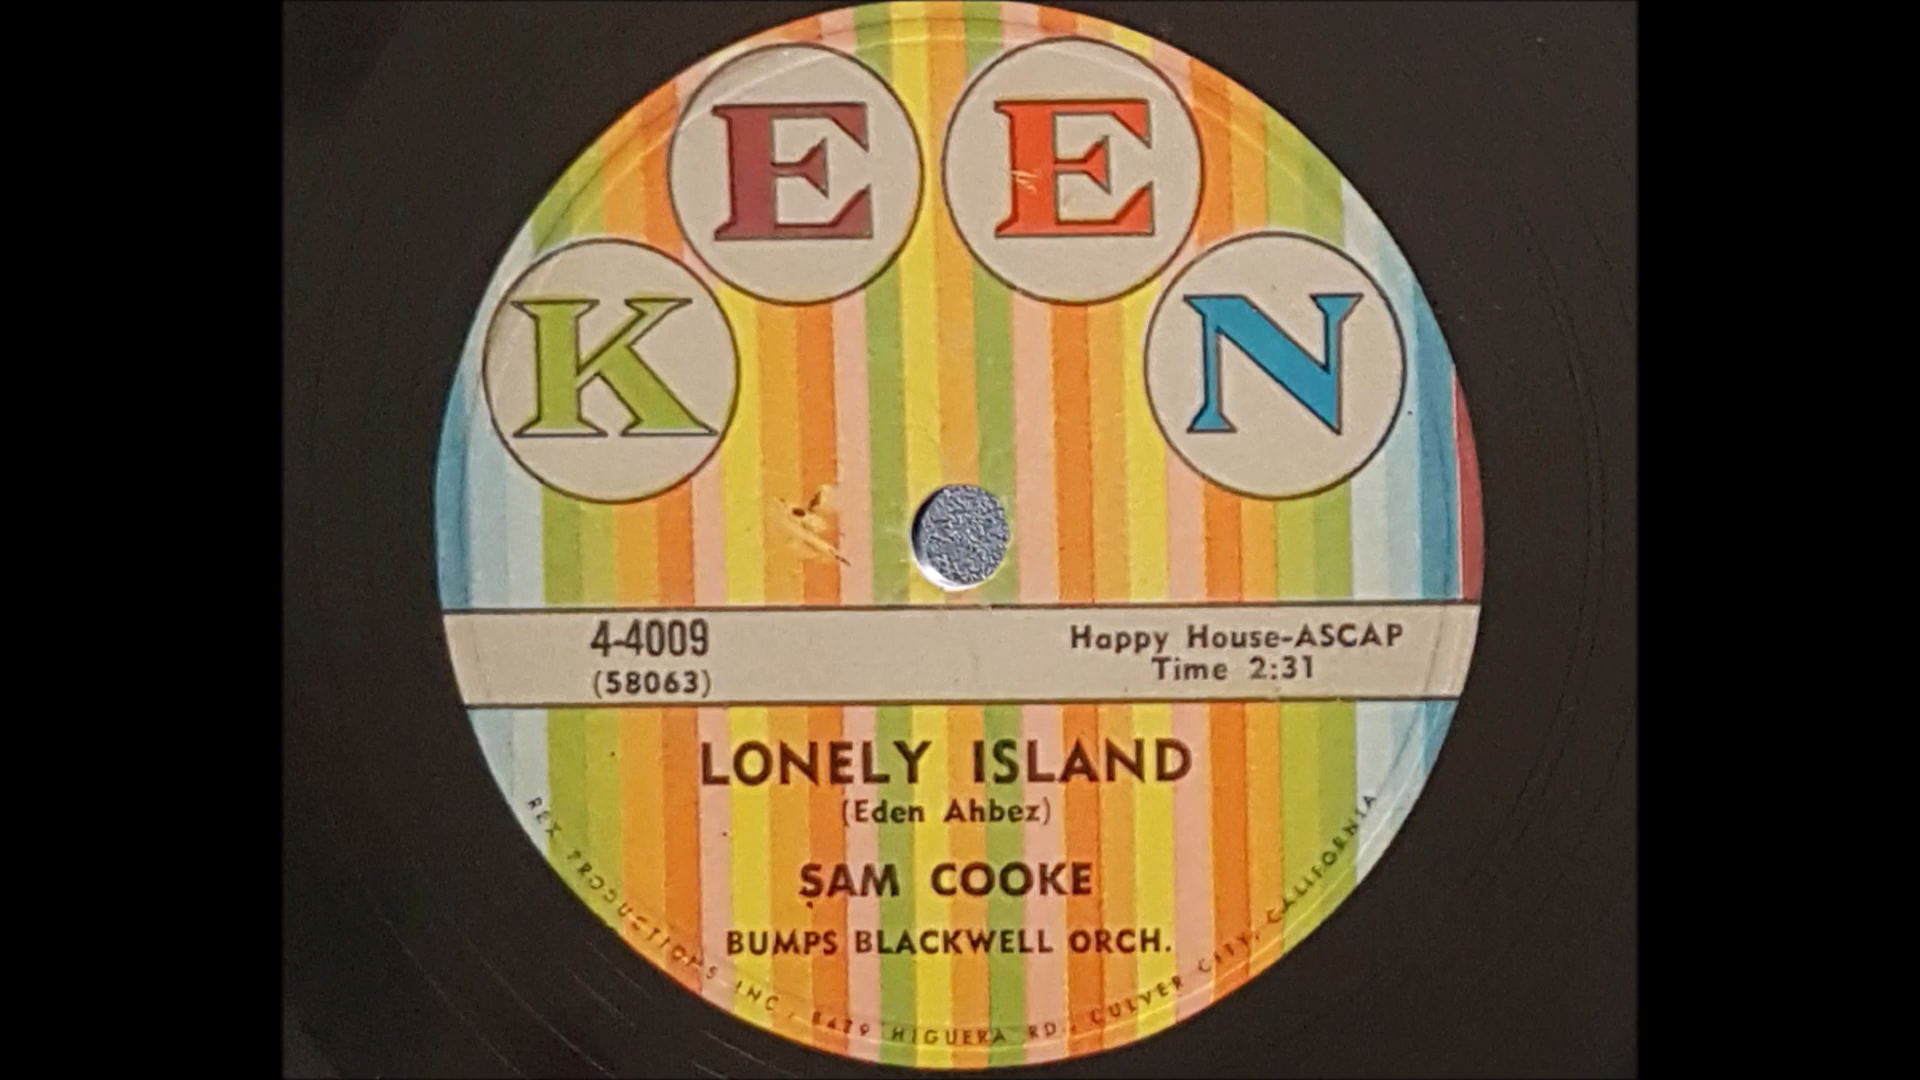 KEEN
4-4009
(58063)
Happy House-ASCAP
Time 2:31
LONELY ISLAND
(Eden Ahbez)
SAM COOKE
BUMPS BLACKWELL ORCH.
REX PRODUCTIONS INC., HIGUERA RD., CULVER CITY, CALIFORNIA